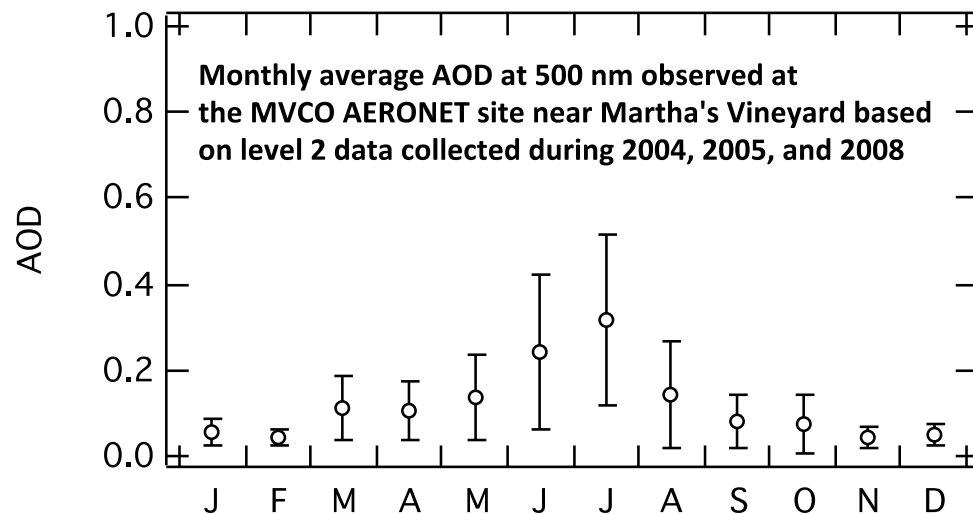 1.0
Monthly average AOD at 500 nm observed at
0.8
the MVCO AERONET site near Martha's Vineyard based
on level 2 data collected during 2004, 2005, and 2008
0.6
AOD
0.4
0.2
0.0
J F M A M J J A S O N D